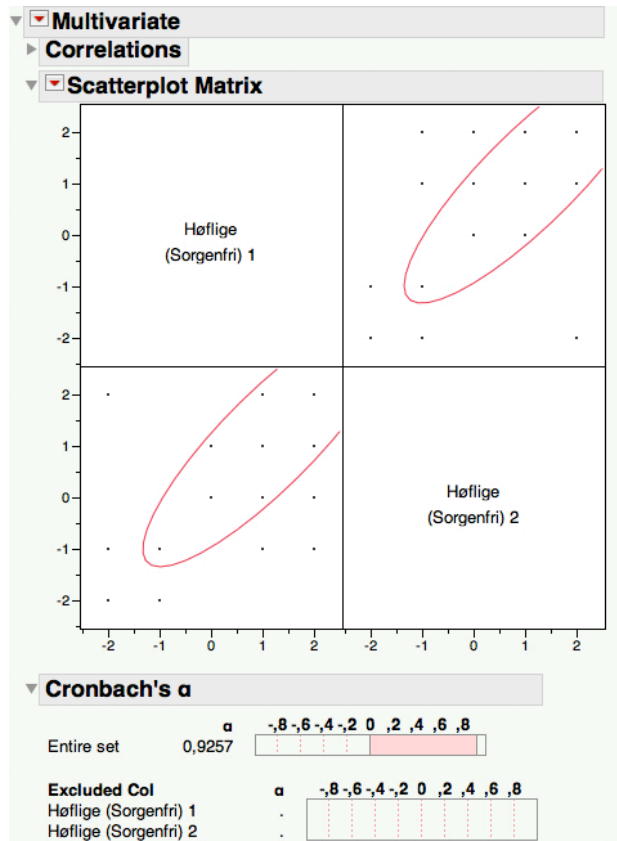 Multivariate
Correlations
Scatterplot Matrix
2
1
0
-1
-2
Høflige
(Sorgenfri) 1
2
1
0
-1
-2
Høflige
(Sorgenfri) 2
-2 -1 0 1 2 -2 -1 0 1 2
Cronbach's α
α -,8 -,6 -,4 -,2 0 ,2 ,4 ,6 ,8
Entire set 0,9257
Excluded Col α -,8 -,6 -,4 -,2 0 ,2 ,4 ,6 ,8
Høflige (Sorgenfri) 1 .
Høflige (Sorgenfri) 2 .